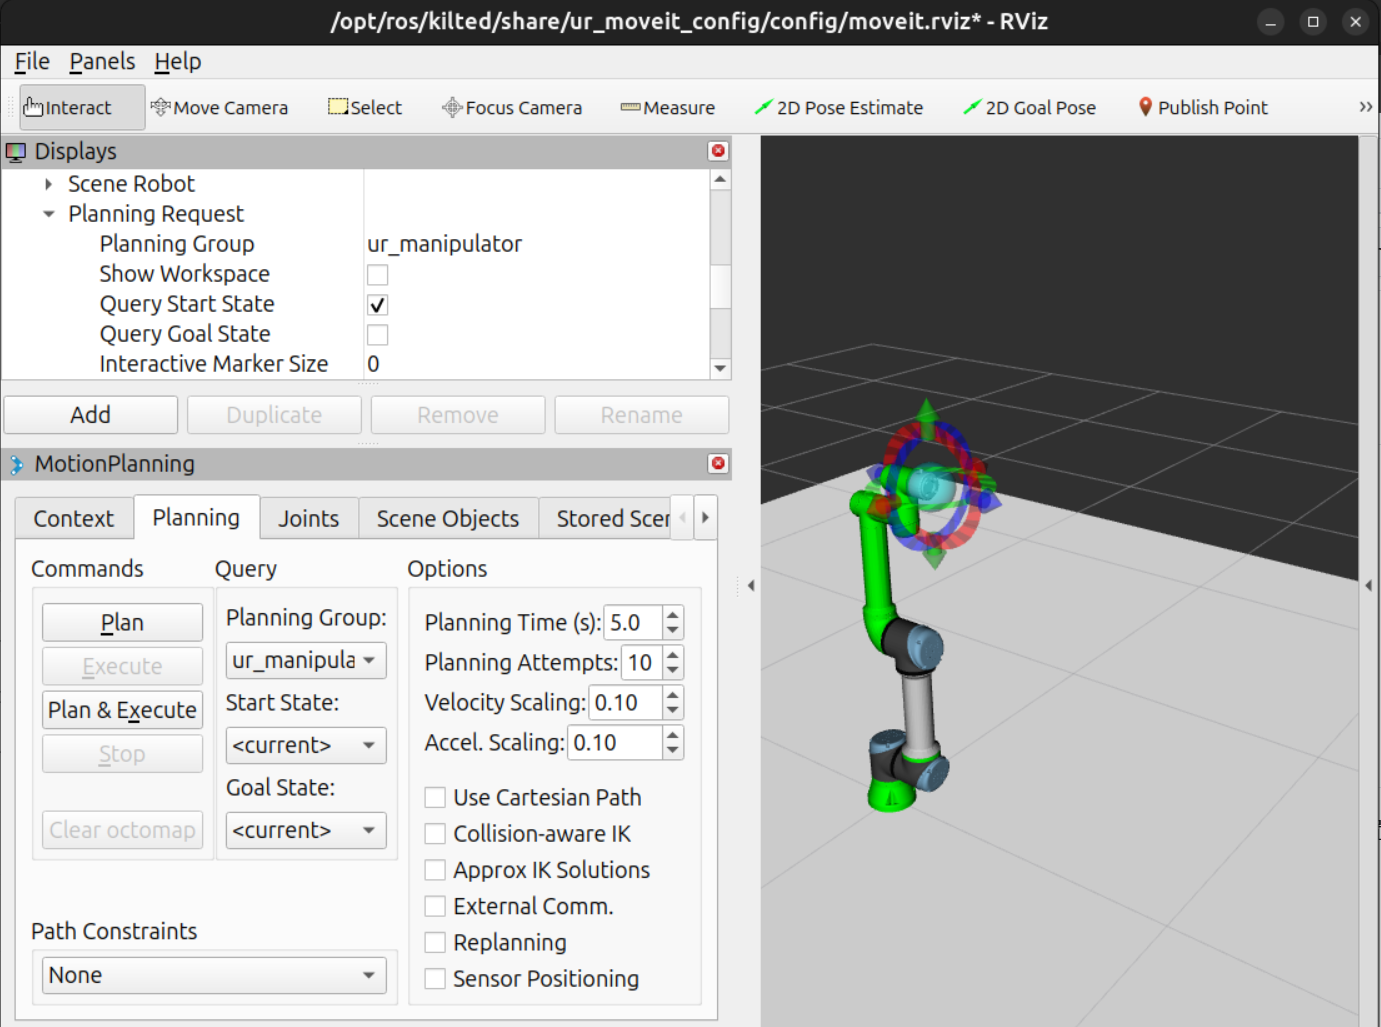 /opt/ros/kilted/share/ur_moveit_config/config/moveit.rviz* - RViz
File Panels Help
Interact Move Camera Select Focus Camera Measure 2D Pose Estimate 2D Goal Pose Publish Point »
Displays
Scene Robot
Planning Request
Planning Group ur_manipulator
Show Workspace
Query Start State
Query Goal State
Interactive Marker Size 0
Add Duplicate Remove Rename
MotionPlanning
Context Planning Joints Scene Objects Stored Scer
Commands Query Options
Plan
Execute
Plan & Execute
Stop
Clear octomap
Planning Group:
ur_manipula
Start State:
<current>
Goal State:
<current>
Planning Time (s): 5.0
Planning Attempts: 10
Velocity Scaling: 0.10
Accel. Scaling: 0.10
Use Cartesian Path
Collision-aware IK
Approx IK Solutions
External Comm.
Replanning
Sensor Positioning
Path Constraints
None